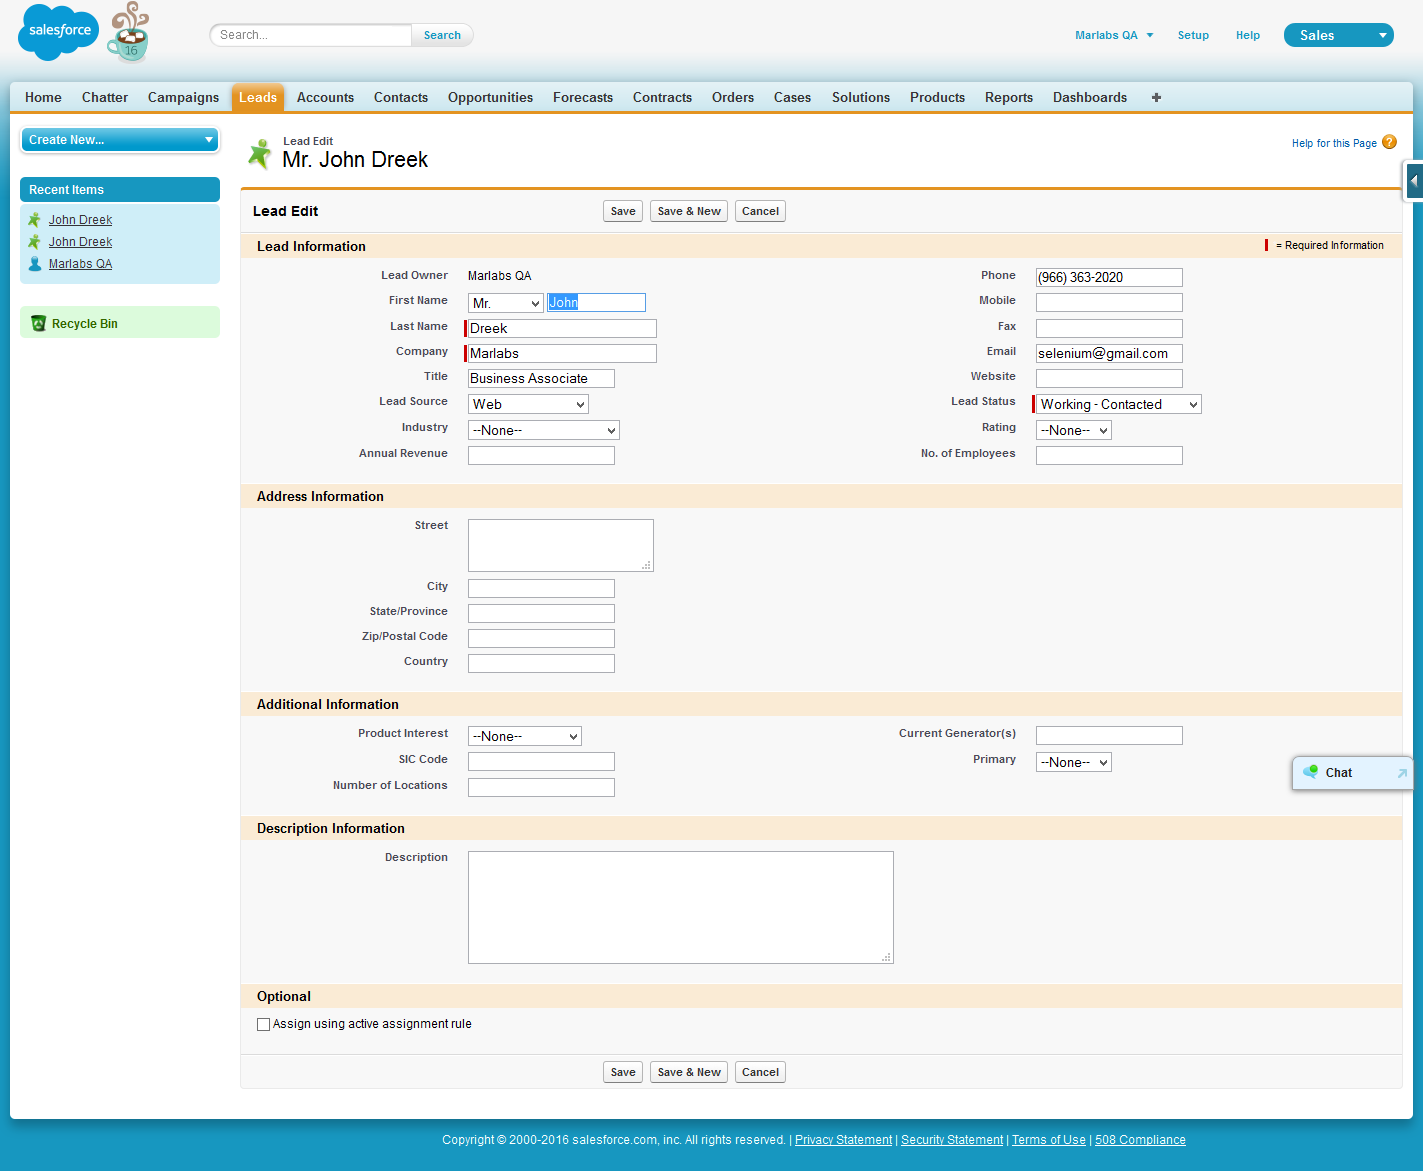 salesforce
16
Search...
Search
Marlabs QA
Setup
Help
Sales
Home
Chatter
Campaigns
Leads
Accounts
Contacts
Opportunities
Forecasts
Contracts
Orders
Cases
Solutions
Products
Reports
Dashboards
+
Create New...
Recent Items
John Dreek
John Dreek
Marlabs QA
Recycle Bin
Lead Edit
Mr. John Dreek
Help for this Page ?
Lead Edit
Save
Save & New
Cancel
Lead Information
= Required Information
Lead Owner Marlabs QA
Phone (966) 363-2020
First Name Mr. John
Mobile
Last Name Dreek
Fax
Company Marlabs
Email selenium@gmail.com
Title Business Associate
Website
Lead Source Web
Lead Status Working - Contacted
Industry --None--
Rating --None--
Annual Revenue
No. of Employees
Address Information
Street
City
State/Province
Zip/Postal Code
Country
Additional Information
Product Interest --None--
Current Generator(s)
SIC Code
Primary --None--
Number of Locations
Chat
Description Information
Description
Optional
Assign using active assignment rule
Save
Save & New
Cancel
Copyright © 2000-2016 salesforce.com, inc. All rights reserved. | Privacy Statement | Security Statement | Terms of Use | 508 Compliance